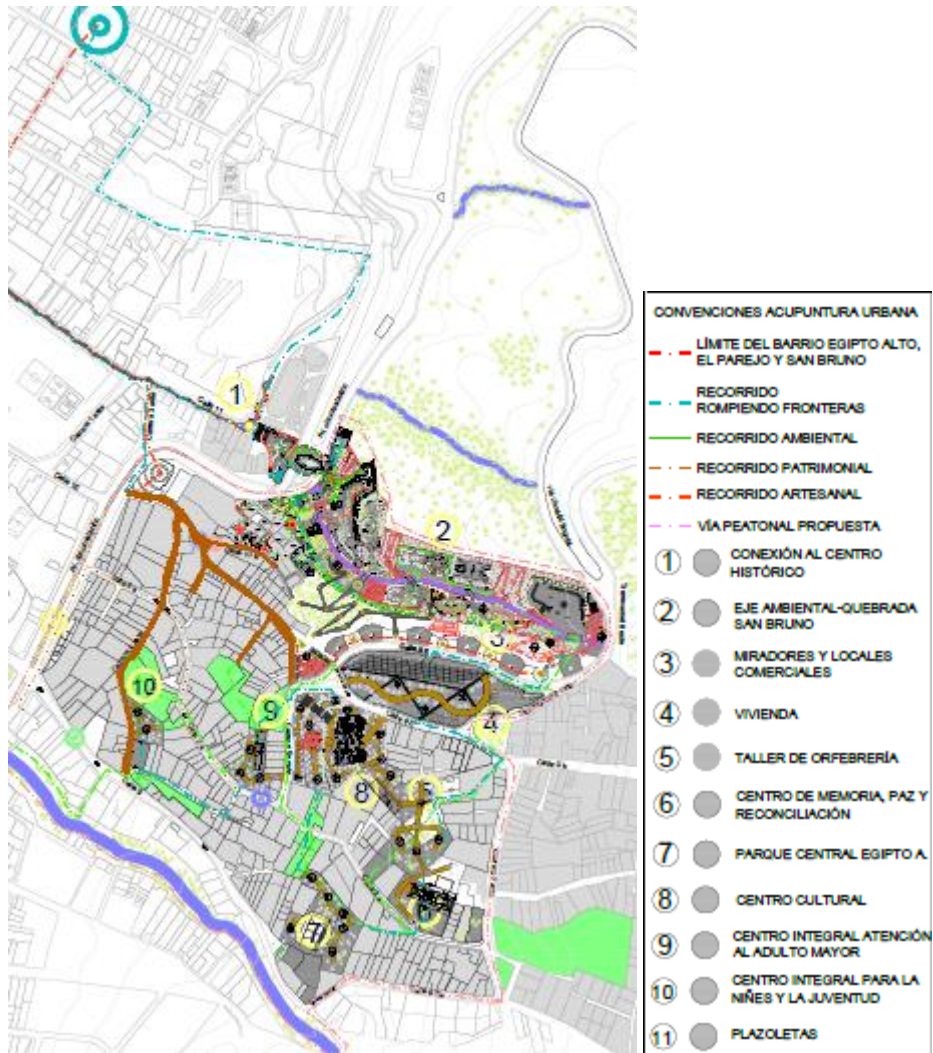 1
2
3
4
5
6
7
8
9
10
CONVENCIONES ACUPUNTURA URBANA
LÍMITE DEL BARRIO EGIPTO ALTO,
EL PAREJO Y SAN BRUNO
RECORRIDO
ROMPIENDO FRONTERAS
RECORRIDO AMBIENTAL
RECORRIDO PATRIMONIAL
RECORRIDO ARTESANAL
VÍA PEATONAL PROPUESTA
1 CONEXIÓN AL CENTRO
HISTÓRICO
2 EJE AMBIENTAL-QUEBRADA
SAN BRUNO
3 MIRADORES Y LOCALES
COMERCIALES
4 VIVIENDA
5 TALLER DE ORFEBRERÍA
6 CENTRO DE MEMORIA, PAZ Y
RECONCILIACIÓN
7 PARQUE CENTRAL EGIPTO A.
8 CENTRO CULTURAL
9 CENTRO INTEGRAL ATENCIÓN
AL ADULTO MAYOR
10 CENTRO INTEGRAL PARA LA
NIÑES Y LA JUVENTUD
11 PLAZOLETAS